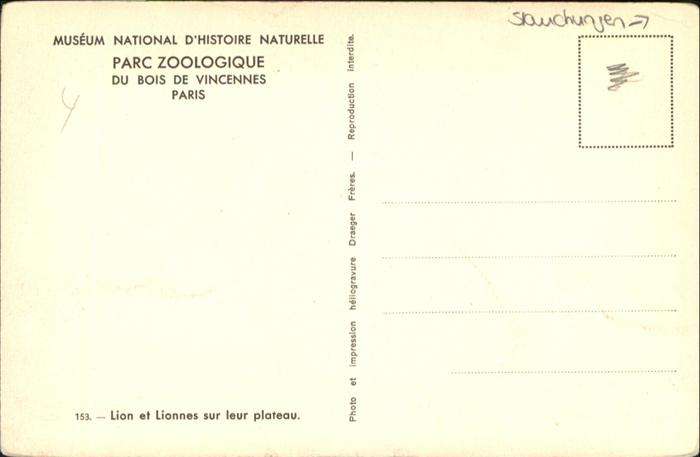 Stauchungen →
MUSÉUM NATIONAL D'HISTOIRE NATURELLE
PARC ZOOLOGIQUE
DU BOIS DE VINCENNES
PARIS
Photo et impression héliogravure Draeger Frères. — Reproduction interdite.
153. — Lion et Lionnes sur leur plateau.